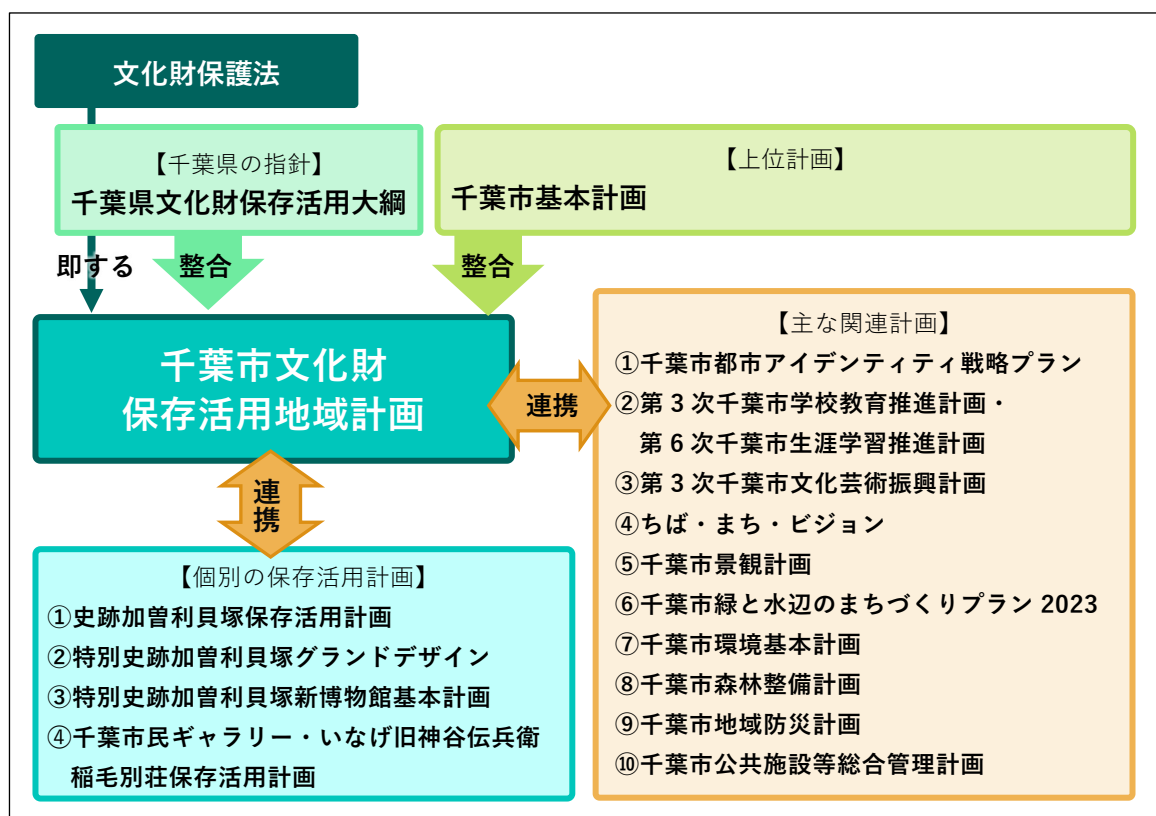 文化財保護法
【千葉県の指針】
千葉県文化財保存活用大綱
【上位計画】
千葉市基本計画
即する
整合
整合
千葉市文化財
保存活用地域計画
連携
【主な関連計画】
①千葉市都市アイデンティティ戦略プラン
②第3次千葉市学校教育推進計画・
第6次千葉市生涯学習推進計画
③第3次千葉市文化芸術振興計画
④ちば・まち・ビジョン
⑤千葉市景観計画
⑥千葉市緑と水辺のまちづくりプラン2023
⑦千葉市環境基本計画
⑧千葉市森林整備計画
⑨千葉市地域防災計画
⑩千葉市公共施設等総合管理計画
連携
【個別の保存活用計画】
①史跡加曽利貝塚保存活用計画
②特別史跡加曽利貝塚グランドデザイン
③特別史跡加曽利貝塚新博物館基本計画
④千葉市民ギャラリー・いなげ旧神谷伝兵衛
稲毛別荘保存活用計画